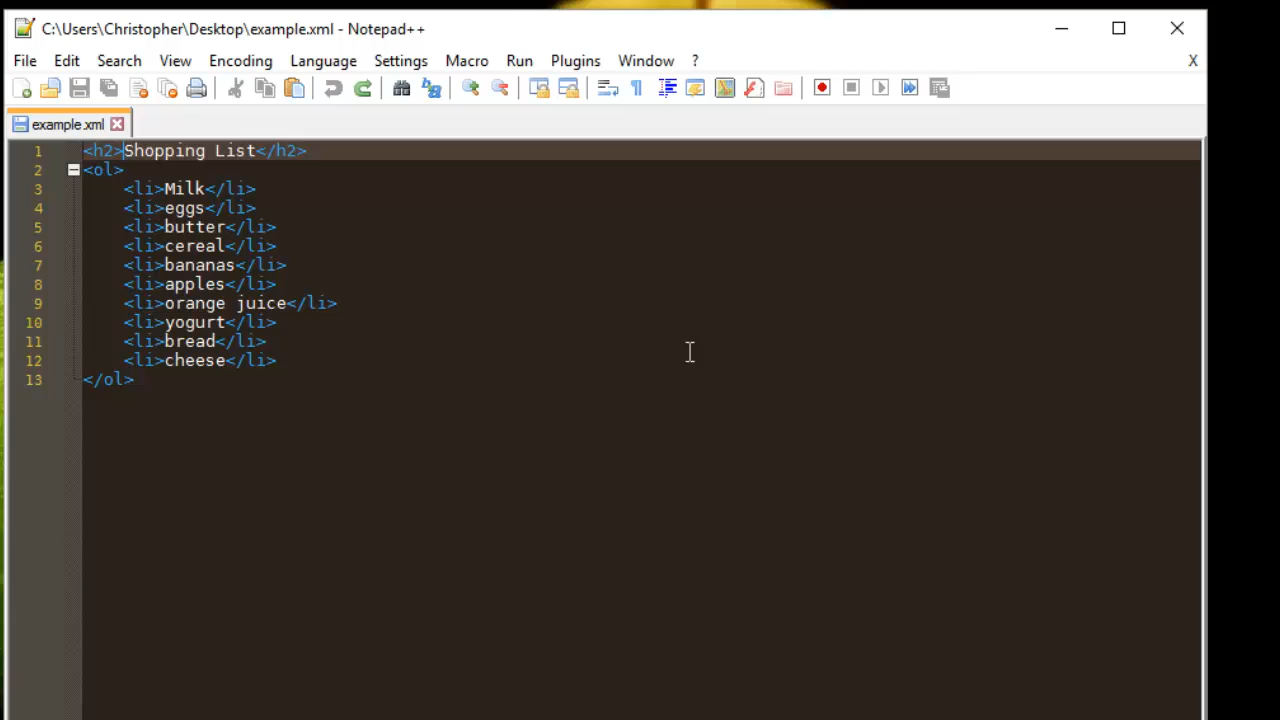 C:\Users\Christopher\Desktop\example.xml - Notepad++
File Edit Search View Encoding Language Settings Macro Run Plugins Window ? X
example.xml
1 <h2>Shopping List</h2>
2 <ol>
3 <li>Milk</li>
4 <li>eggs</li>
5 <li>butter</li>
6 <li>cereal</li>
7 <li>bananas</li>
8 <li>apples</li>
9 <li>orange juice</li>
10 <li>yogurt</li>
11 <li>bread</li>
12 <li>cheese</li>
13 </ol>